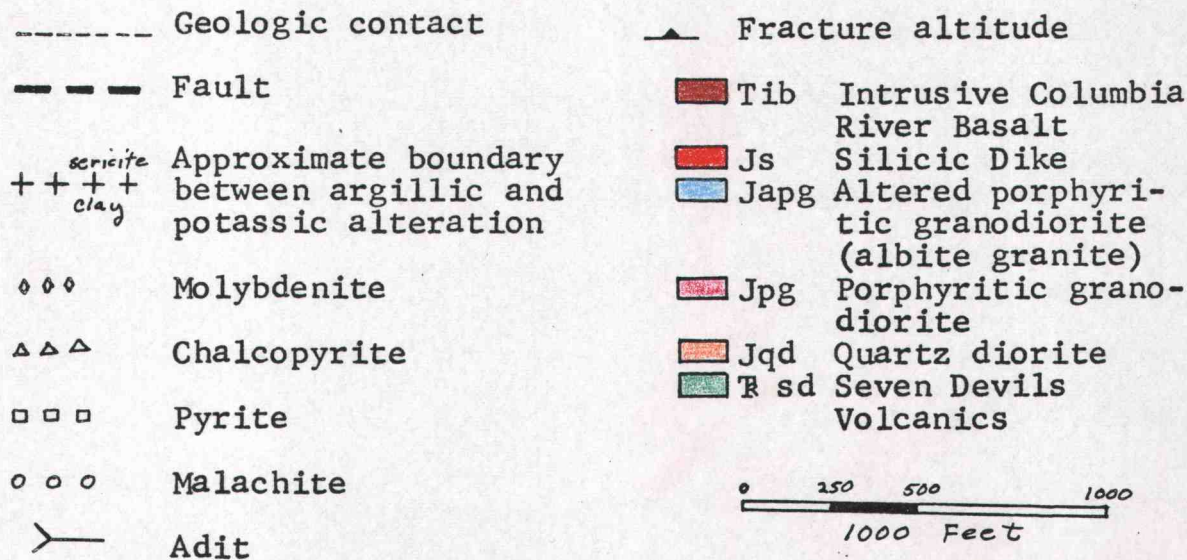 Geologic contact
Fault
sericite
clay
Approximate boundary
between argillic and
potassic alteration
Molybdenite
Chalcopyrite
Pyrite
Malachite
Adit
Fracture altitude
Tib Intrusive Columbia
River Basalt
Js Silicic Dike
Japg Altered porphyri-
tic granodiorite
(albite granite)
Jpg Porphyritic grano-
diorite
Jqd Quartz diorite
TR sd Seven Devils
Volcanics
0 250 500 1000
1000 Feet